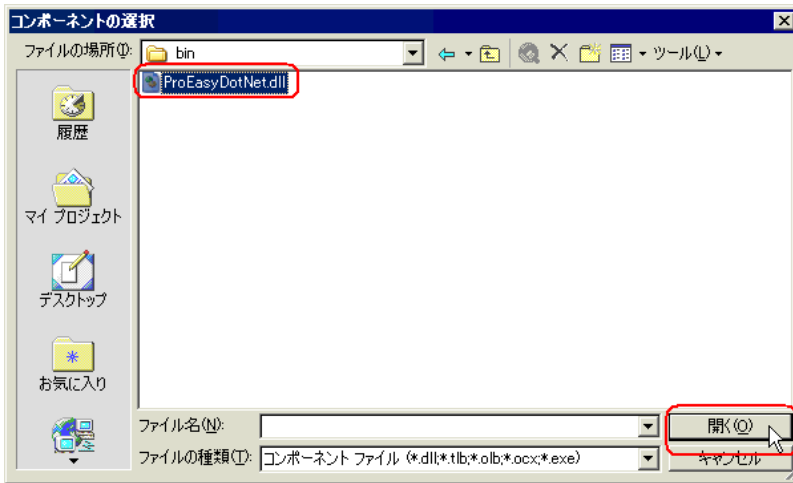 コンポーネントの選択
ファイルの場所(I):
bin
ツール(L)
ProEasyDotNet.dll
履歴
マイ プロジェクト
デスクトップ
お気に入り
ファイル名(N):
開く(O)
ファイルの種類(T):
コンポーネント ファイル (*.dll;*.tlb;*.olb;*.ocx;*.exe)
キャンセル